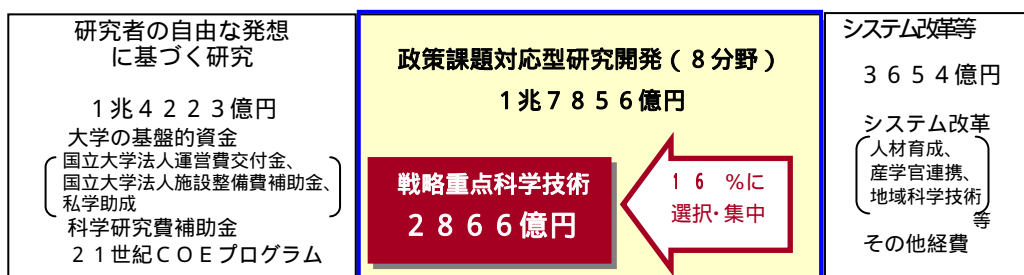 研究者の自由な発想
に基づく研究
1兆4223億円
大学の基盤的資金
国立大学法人運営費交付金、
国立大学法人施設整備費補助金、
私学助成
科学研究費補助金
21世紀COEプログラム
政策課題対応型研究開発(8分野)
1兆7856億円
戦略重点科学技術
2866億円
16 %に
選択・集中
システム改革等
3654億円
システム改革
人材育成、
産学官連携、
地域科学技術
等
その他経費